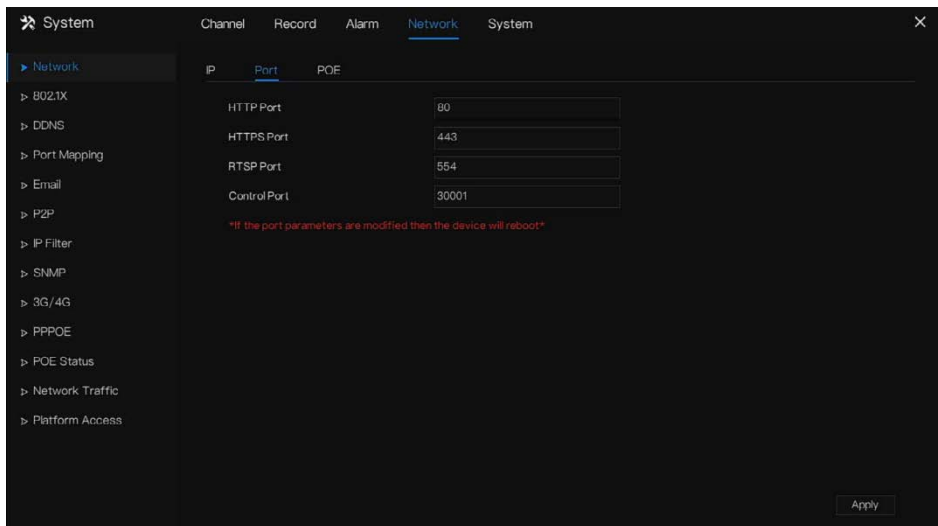 System
Channel Record Alarm Network System
Network
802.1X
DDNS
Port Mapping
Email
P2P
IP Filter
SNMP
3G/4G
PPPOE
POE Status
Network Traffic
Platform Access
IP Port POE
HTTP Port 80
HTTPS Port 443
RTSP Port 554
Control Port 30001
*If the port parameters are modified then the device will reboot*
Apply